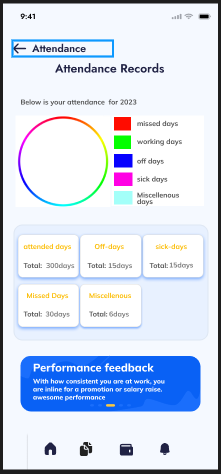 9:41
Attendance
Attendance Records
Below is your attendance for 2023
missed days
working days
off days
sick days
Miscellenous
days
attended days
Total: 300days
Off-days
Total: 15days
sick-days
Total: 15days
Missed Days
Total: 30days
Miscellenous
Total: 6days
Performance feedback
With how consistent you are at work, you
are inline for a promotion or salary raise.
awesome performance